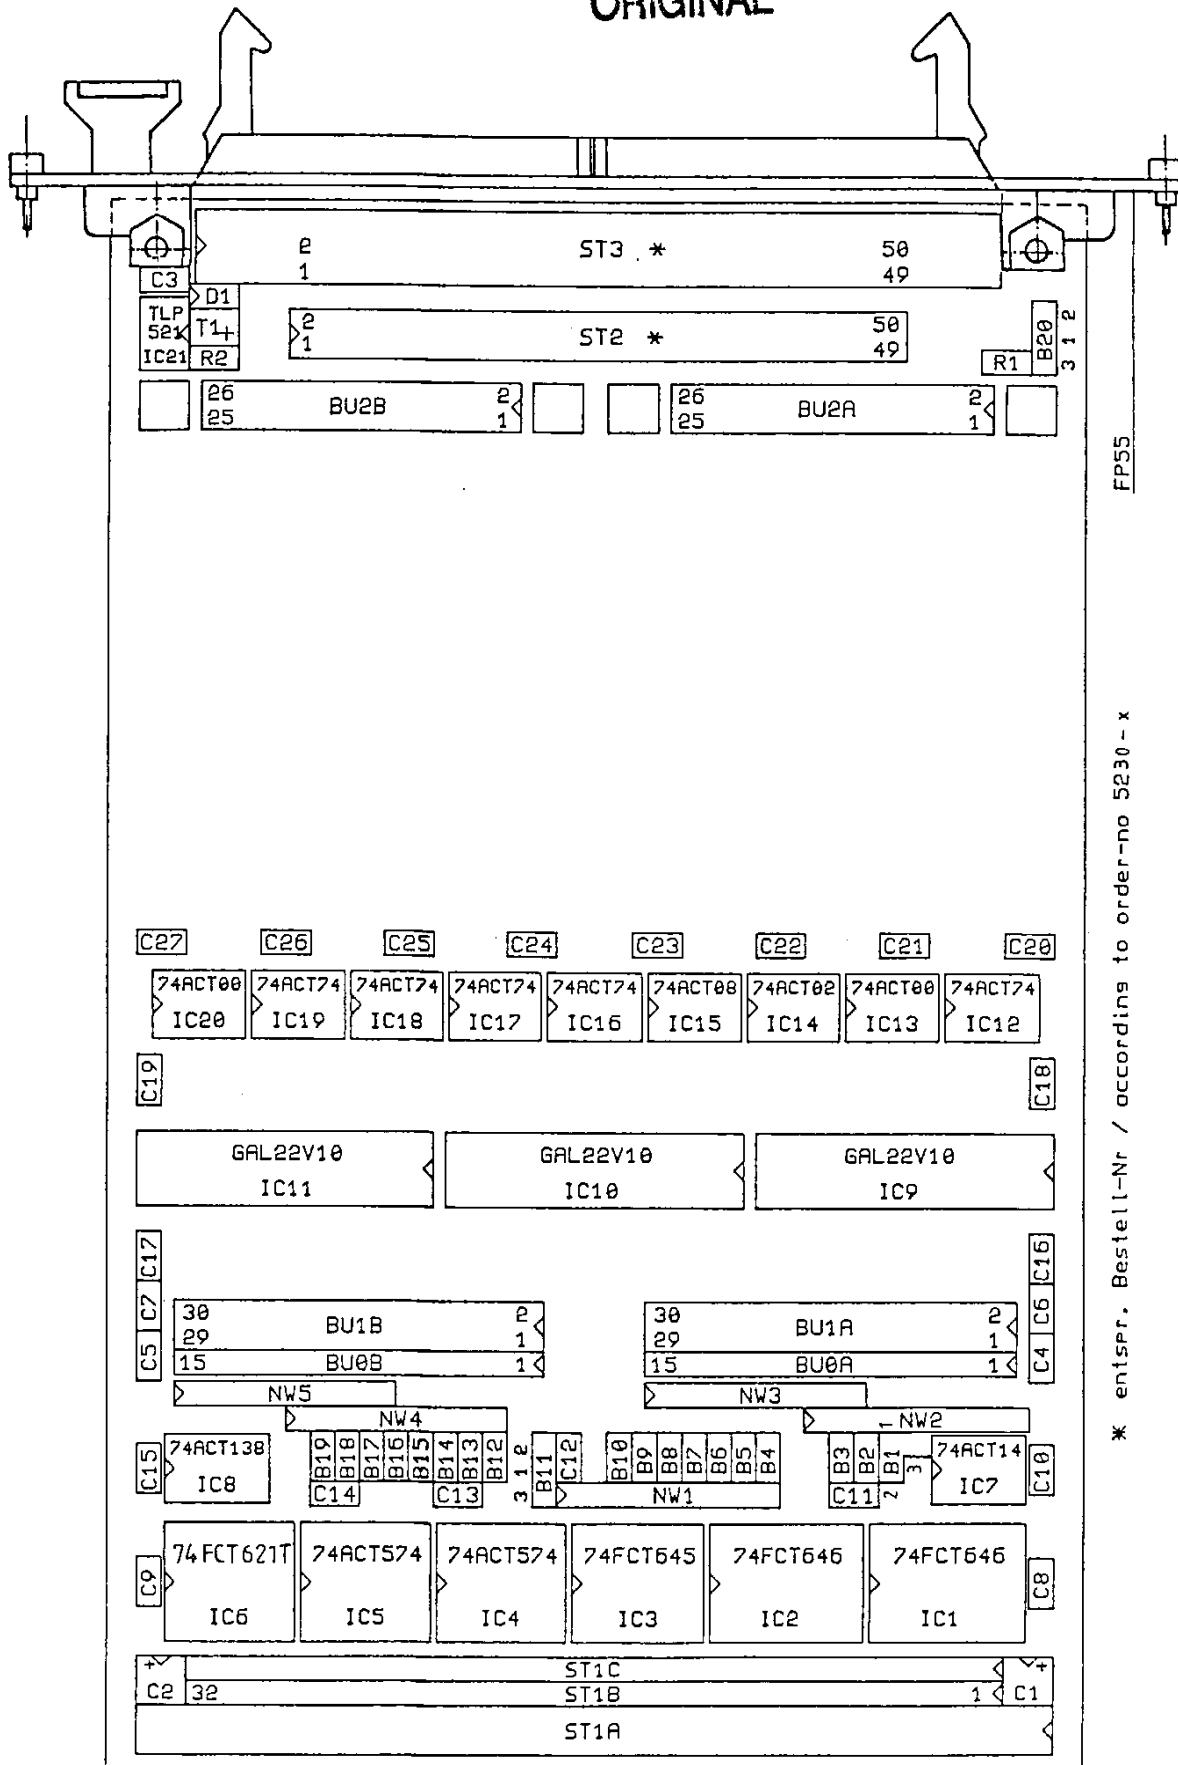 ORIGINAL
2 ST3 * 50
1 49
C3
D1
TLP
521
IC21
T1+
R2
2 ST2 * 50
1 49
B20
3 1 2
R1
26 BU2B 2
25 1
26 BU2A 2
25 1
FP55
* entspr. Bestell-Nr / according to order-no 5230-x
C27 C26 C25 C24 C23 C22 C21 C20
74ACT00 74ACT74 74ACT74 74ACT74 74ACT74 74ACT08 74ACT02 74ACT00 74ACT74
IC20 IC19 IC18 IC17 IC16 IC15 IC14 IC13 IC12
C19 C18
GAL22V10 GAL22V10 GAL22V10
IC11 IC10 IC9
C17 C16
C7 C6
C5 C4
30 BU1B 2
29 1
15 BU0B 1
30 BU1A 2
29 1
15 BU0A 1
NW5 NW3
NW4 NW2
C15
74ACT138
IC8
B19 B18 B17 B16 B15 B14 B13 B12
C14 C13
3 1 2
B11 C12
B10 B9 B8 B7 B6 B5 B4
NW1
B3 B2 B1
3
C11 2
74ACT14
IC7
C10
C9
74FCT621T 74ACT574 74ACT574 74FCT645 74FCT646 74FCT646
IC6 IC5 IC4 IC3 IC2 IC1
C8
+ ST1C +
C2 32 ST1B 1 C1
ST1A